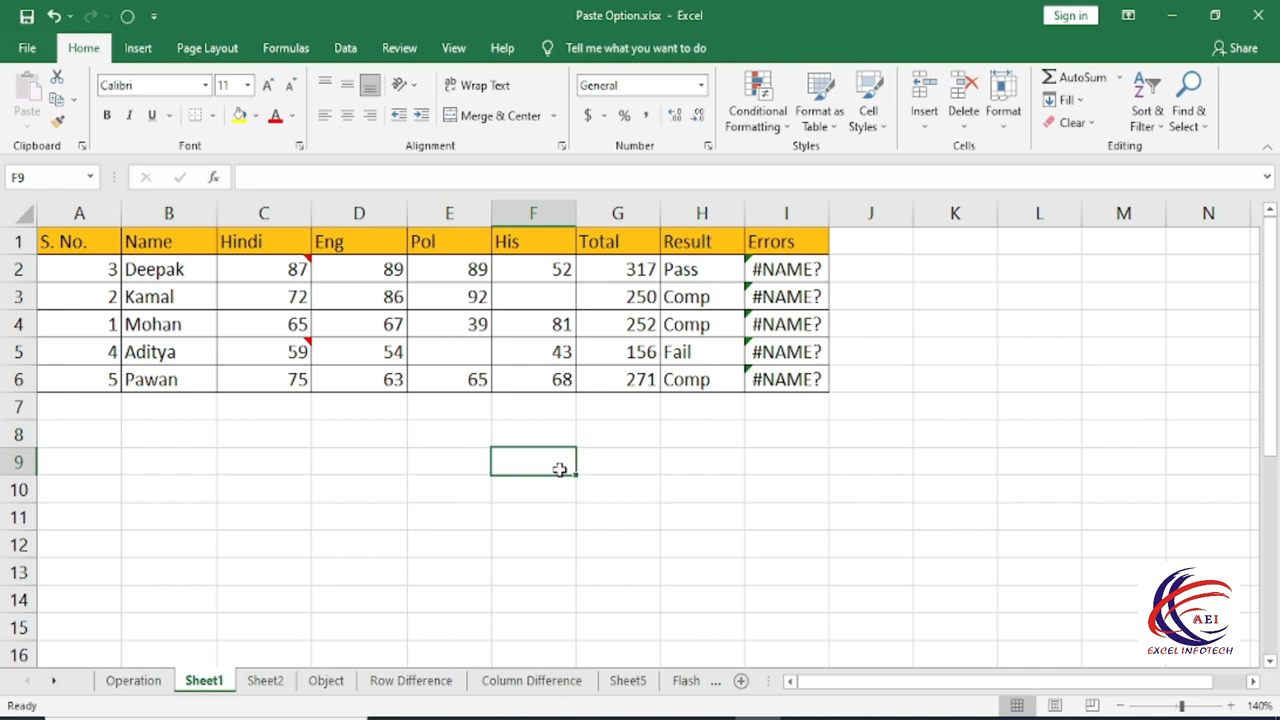 Paste Option.xlsx - Excel
Sign in
File Home Insert Page Layout Formulas Data Review View Help Tell me what you want to do Share
Paste
Clipboard
Calibri 11
B I U
Font
Wrap Text
Merge & Center
Alignment
General
$ % ,
Number
Conditional Formatting
Format as Table
Cell Styles
Styles
Insert Delete Format
Cells
AutoSum
Fill
Clear
Sort & Filter
Find & Select
Editing
F9 fx
A B C D E F G H I J K L M N
1 S. No. Name Hindi Eng Pol His Total Result Errors
2 3 Deepak 87 89 89 52 317 Pass #NAME?
3 2 Kamal 72 86 92 250 Comp #NAME?
4 1 Mohan 65 67 39 81 252 Comp #NAME?
5 4 Aditya 59 54 43 156 Fail #NAME?
6 5 Pawan 75 63 65 68 271 Comp #NAME?
7
8
9
10
11
12
13
14
15
16
AEI
EXCEL INFOTECH
Operation Sheet1 Sheet2 Object Row Difference Column Difference Sheet5 Flash ...
Ready 140%